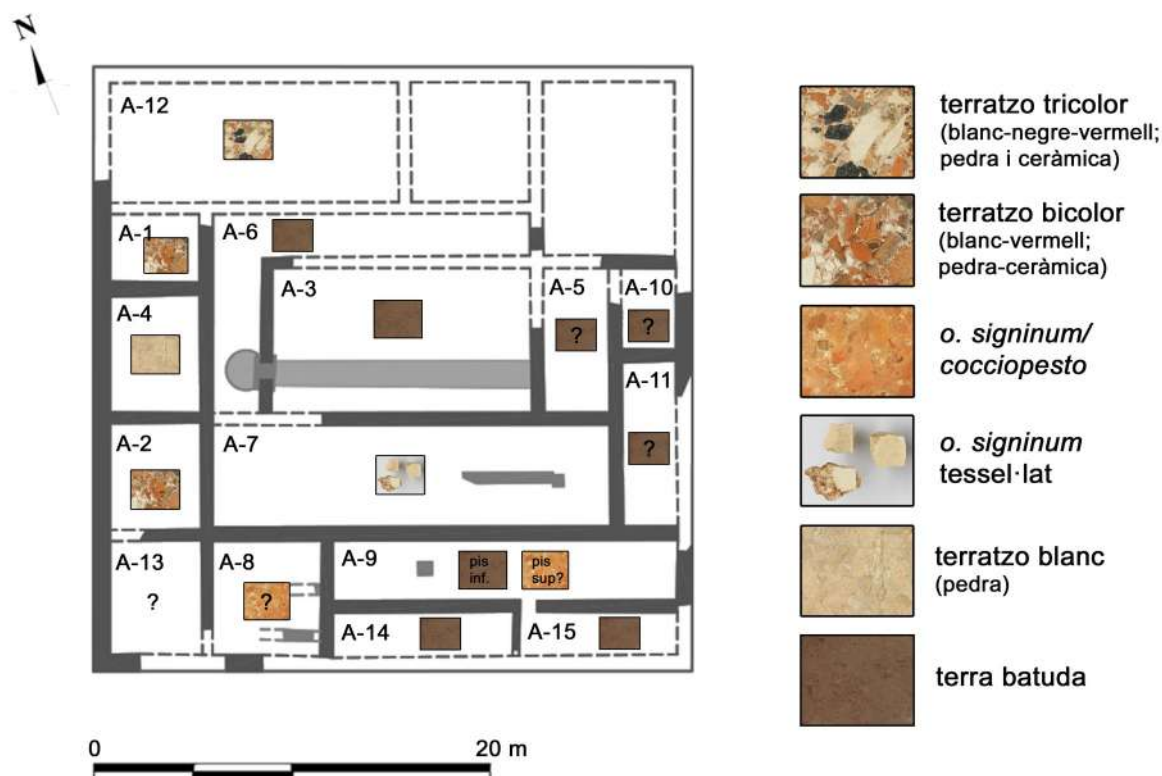 N
A-12
A-1
A-6
A-3
A-5
A-10
?
?
A-4
A-11
?
A-2
A-7
A-13
?
A-8
?
A-9
pis
inf.
pis
sup?
A-14
A-15
0
20 m
terratzo tricolor
(blanc-negre-vermell;
pedra i ceràmica)
terratzo bicolor
(blanc-vermell;
pedra-ceràmica)
o. signinum/
cocciopesto
o. signinum
tessel·lat
terratzo blanc
(pedra)
terra batuda